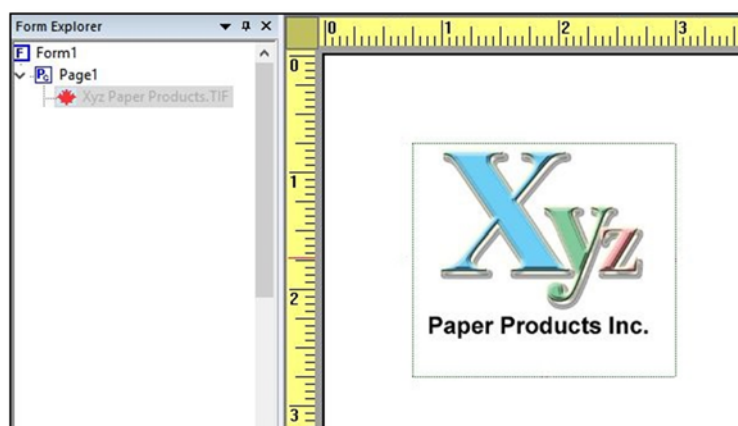 Form Explorer
Form1
Page1
Xyz Paper Products.TIF
0 1 2 3
0
1
2
3
Xyz
Paper Products Inc.